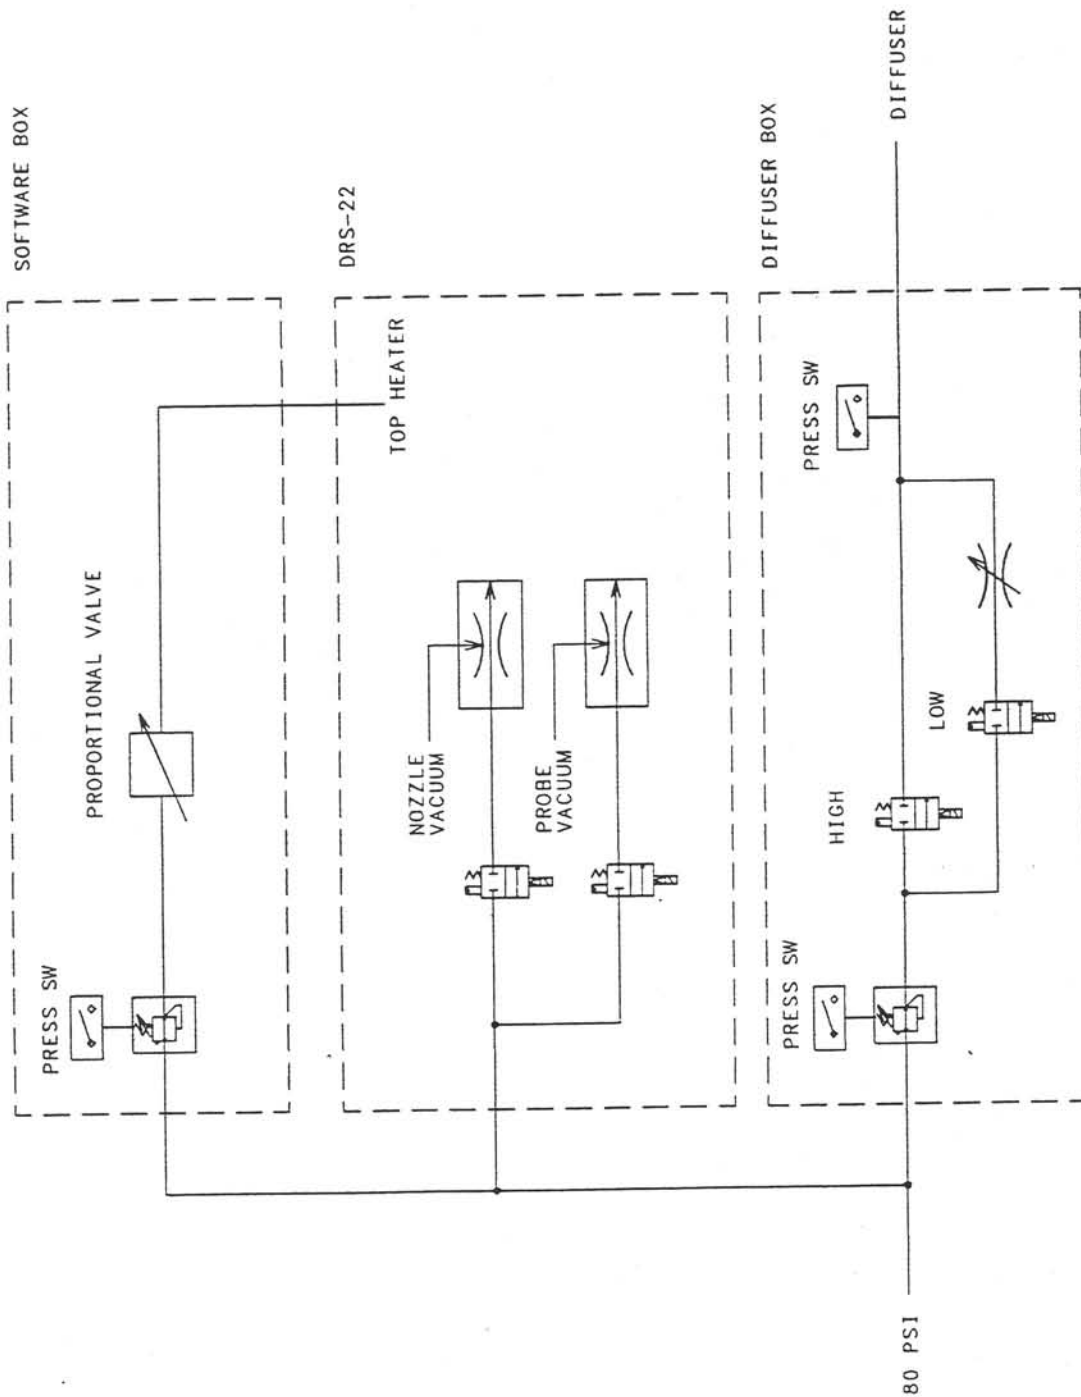 SOFTWARE BOX
PRESS SW
PROPORTIONAL VALVE
DRS-22
TOP HEATER
NOZZLE
VACUUM
PROBE
VACUUM
DIFFUSER BOX
PRESS SW
HIGH
LOW
PRESS SW
80 PSI
DIFFUSER